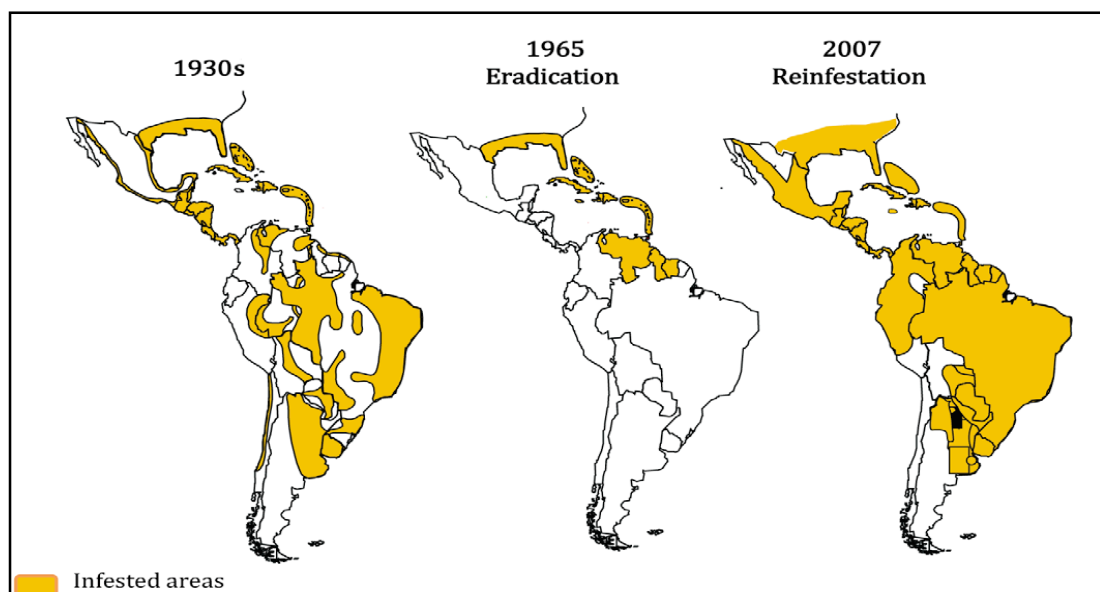 1930s
1965
Eradication
2007
Reinfestation
Infested areas